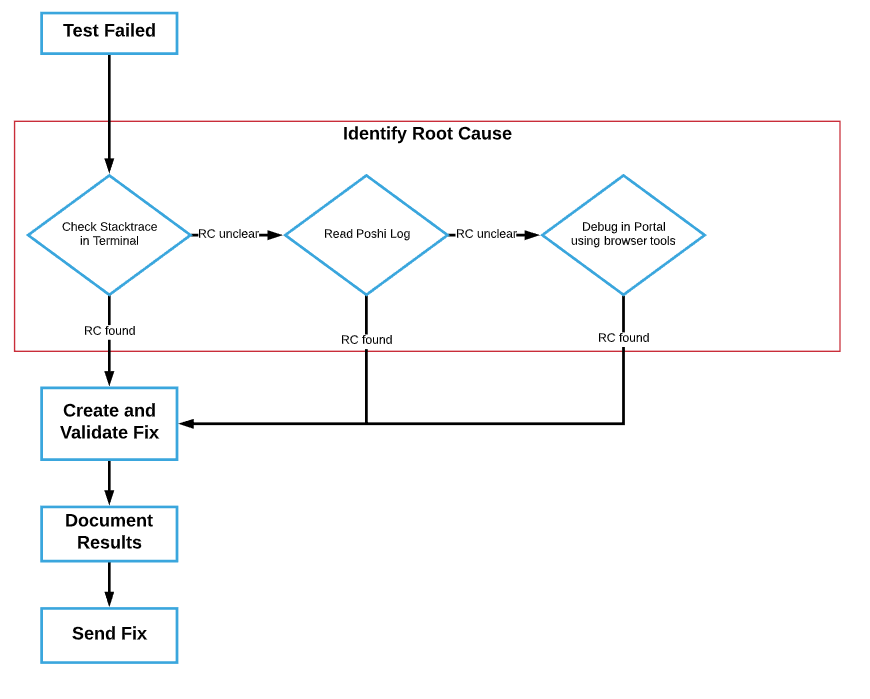 Test Failed
Identify Root Cause
Check Stacktrace
in Terminal
RC unclear
Read Poshi Log
RC unclear
Debug in Portal
using browser tools
RC found
RC found
RC found
Create and
Validate Fix
Document
Results
Send Fix